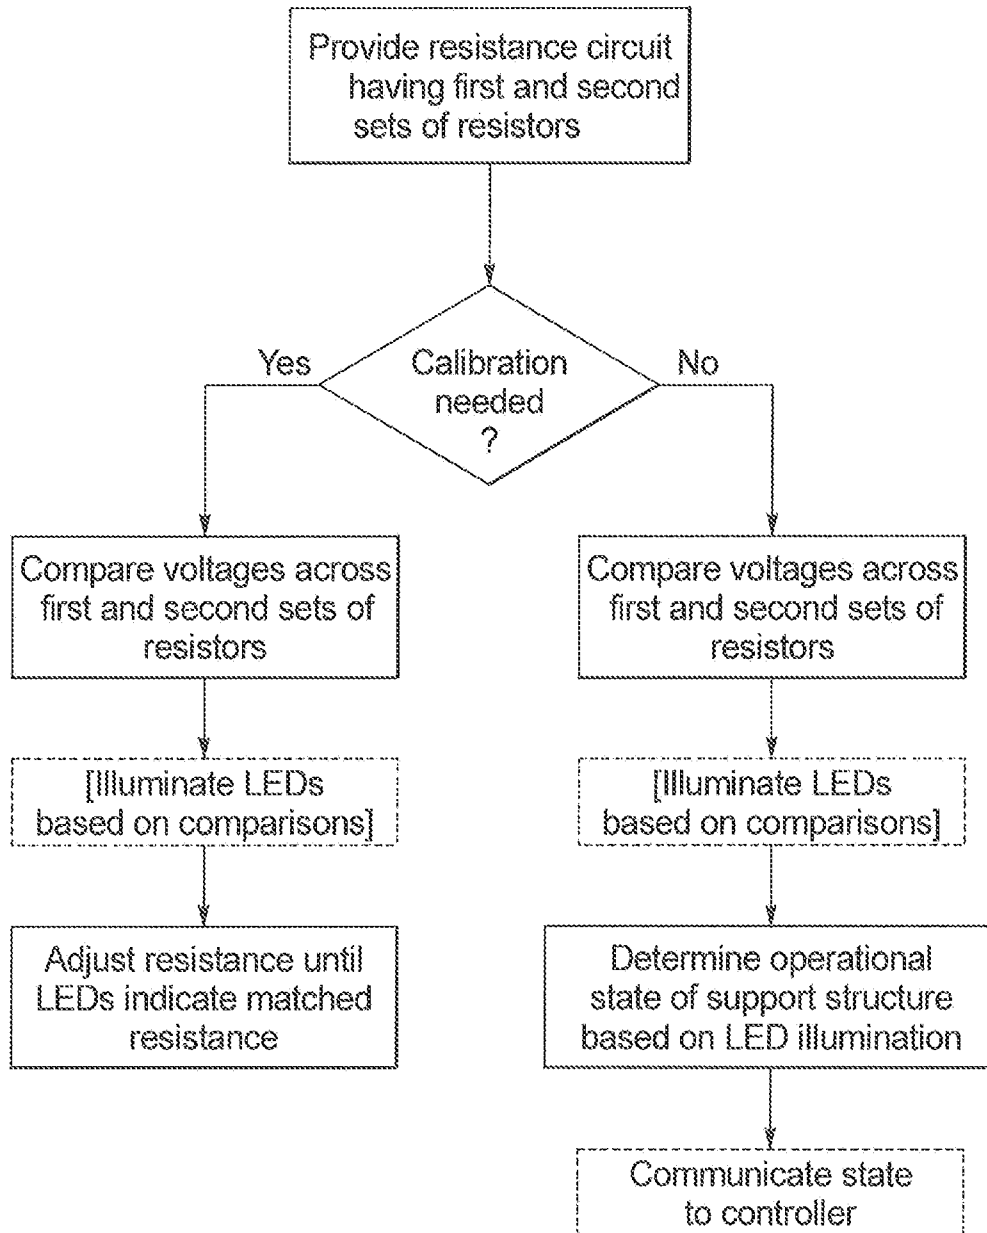 Provide resistance circuit
having first and second
sets of resistors
Calibration
needed
?
Yes
No
Compare voltages across
first and second sets of
resistors
[Illuminate LEDs
based on comparisons]
Adjust resistance until
LEDs indicate matched
resistance
Compare voltages across
first and second sets of
resistors
[Illuminate LEDs
based on comparisons]
Determine operational
state of support structure
based on LED illumination
Communicate state
to controller